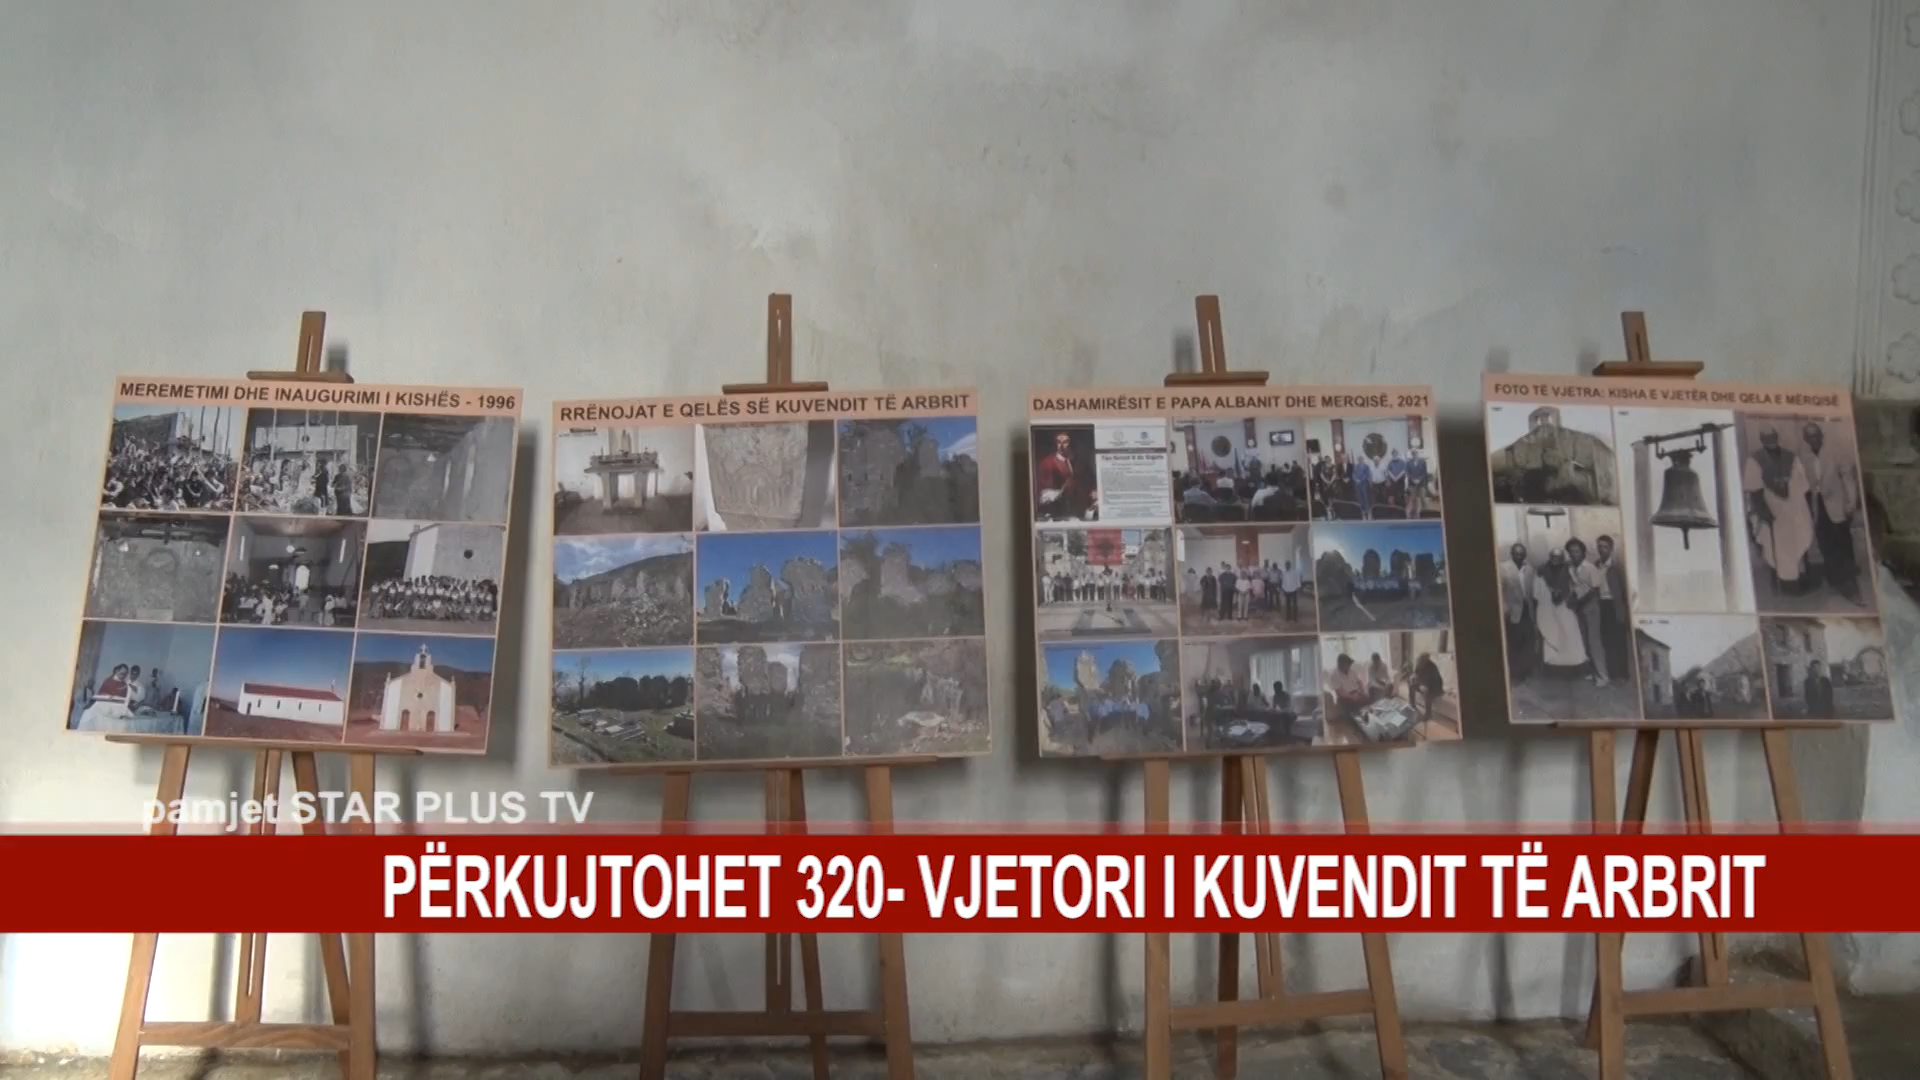 MEREMETIMI DHE INAUGURIMI I KISHËS - 1996
RRËNOJAT E QELËS SË KUVENDIT TË ARBRIT
DASHAMIRËSIT E PAPA ALBANIT DHE MERQISË, 2021
FOTO TË VJETRA: KISHA E VJETËR DHE QELA E MËRQISË
pamjet STAR PLUS TV
PËRKUJTOHET 320- VJETORI I KUVENDIT TË ARBRIT